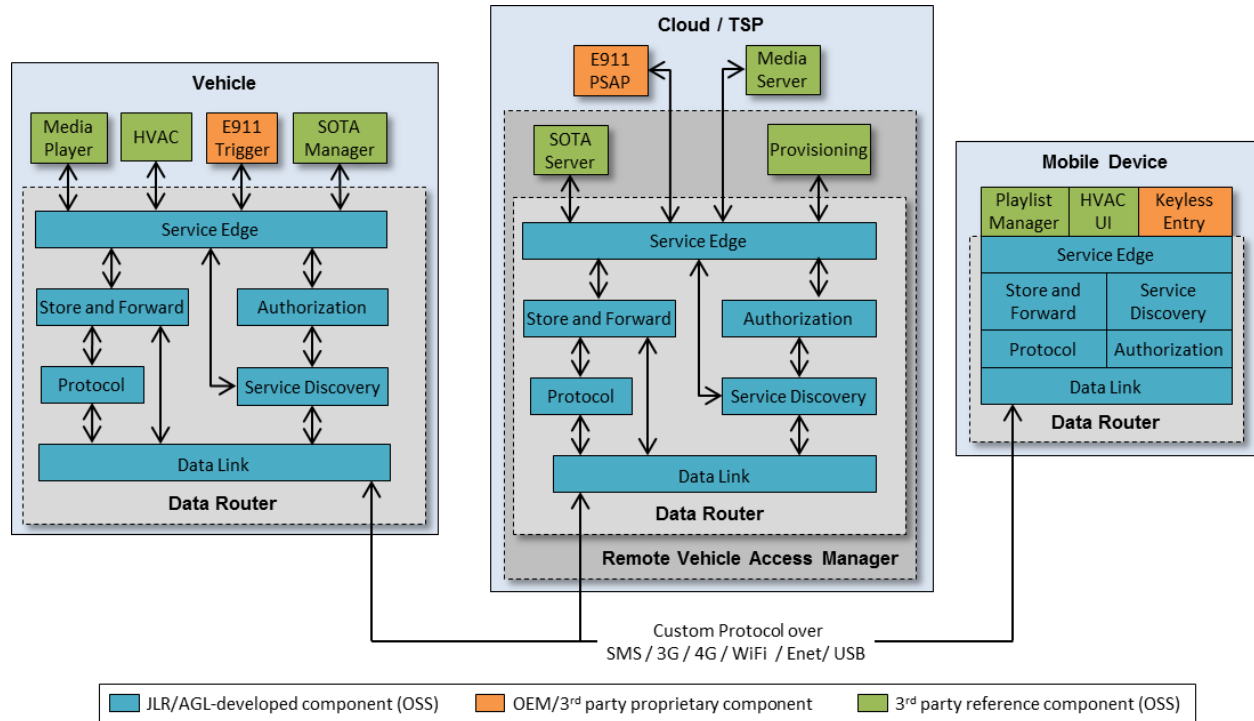 Cloud / TSP
E911
PSAP
Media
Server
Vehicle
Media
Player
HVAC
E911
Trigger
SOTA
Manager
SOTA
Server
Provisioning
Mobile Device
Playlist
Manager
HVAC
UI
Keyless
Entry
Service Edge
Store and Forward
Authorization
Protocol
Service Discovery
Data Link
Data Router
Service Edge
Store and Forward
Authorization
Protocol
Service Discovery
Data Link
Data Router
Remote Vehicle Access Manager
Service Edge
Store and
Forward
Service
Discovery
Protocol
Authorization
Data Link
Data Router
Custom Protocol over
SMS / 3G / 4G / WiFi / Enet/ USB
JLR/AGL-developed component (OSS)
OEM/3rd party proprietary component
3rd party reference component (OSS)